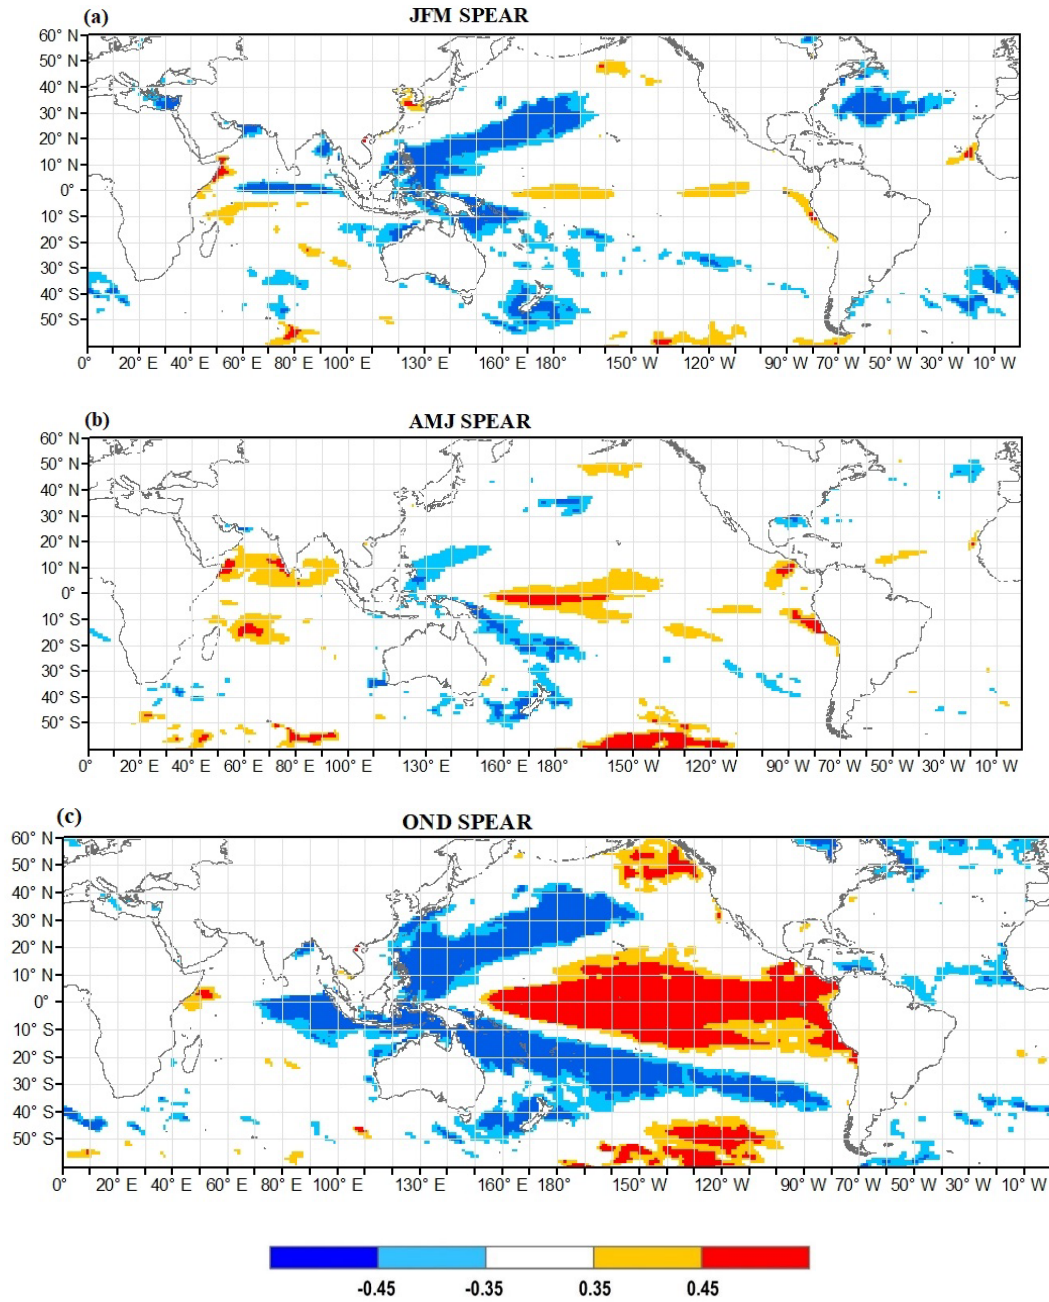 (a)
JFM SPEAR
60° N
50° N
40° N
30° N
20° N
10° N
0°
10° S
20° S
30° S
40° S
50° S
0° 20° E 40° E 60° E 80° E 100° E 130° E 160° E 180° 150° W 120° W 90° W 70° W 50° W 30° W 10° W
(b)
AMJ SPEAR
60° N
50° N
40° N
30° N
20° N
10° N
0°
10° S
20° S
30° S
40° S
50° S
0° 20° E 40° E 60° E 80° E 100° E 130° E 160° E 180° 150° W 120° W 90° W 70° W 50° W 30° W 10° W
(c)
OND SPEAR
60° N
50° N
40° N
30° N
20° N
10° N
0°
10° S
20° S
30° S
40° S
50° S
0° 20° E 40° E 60° E 80° E 100° E 130° E 160° E 180° 150° W 120° W 90° W 70° W 50° W 30° W 10° W
-0.45 -0.35 0.35 0.45